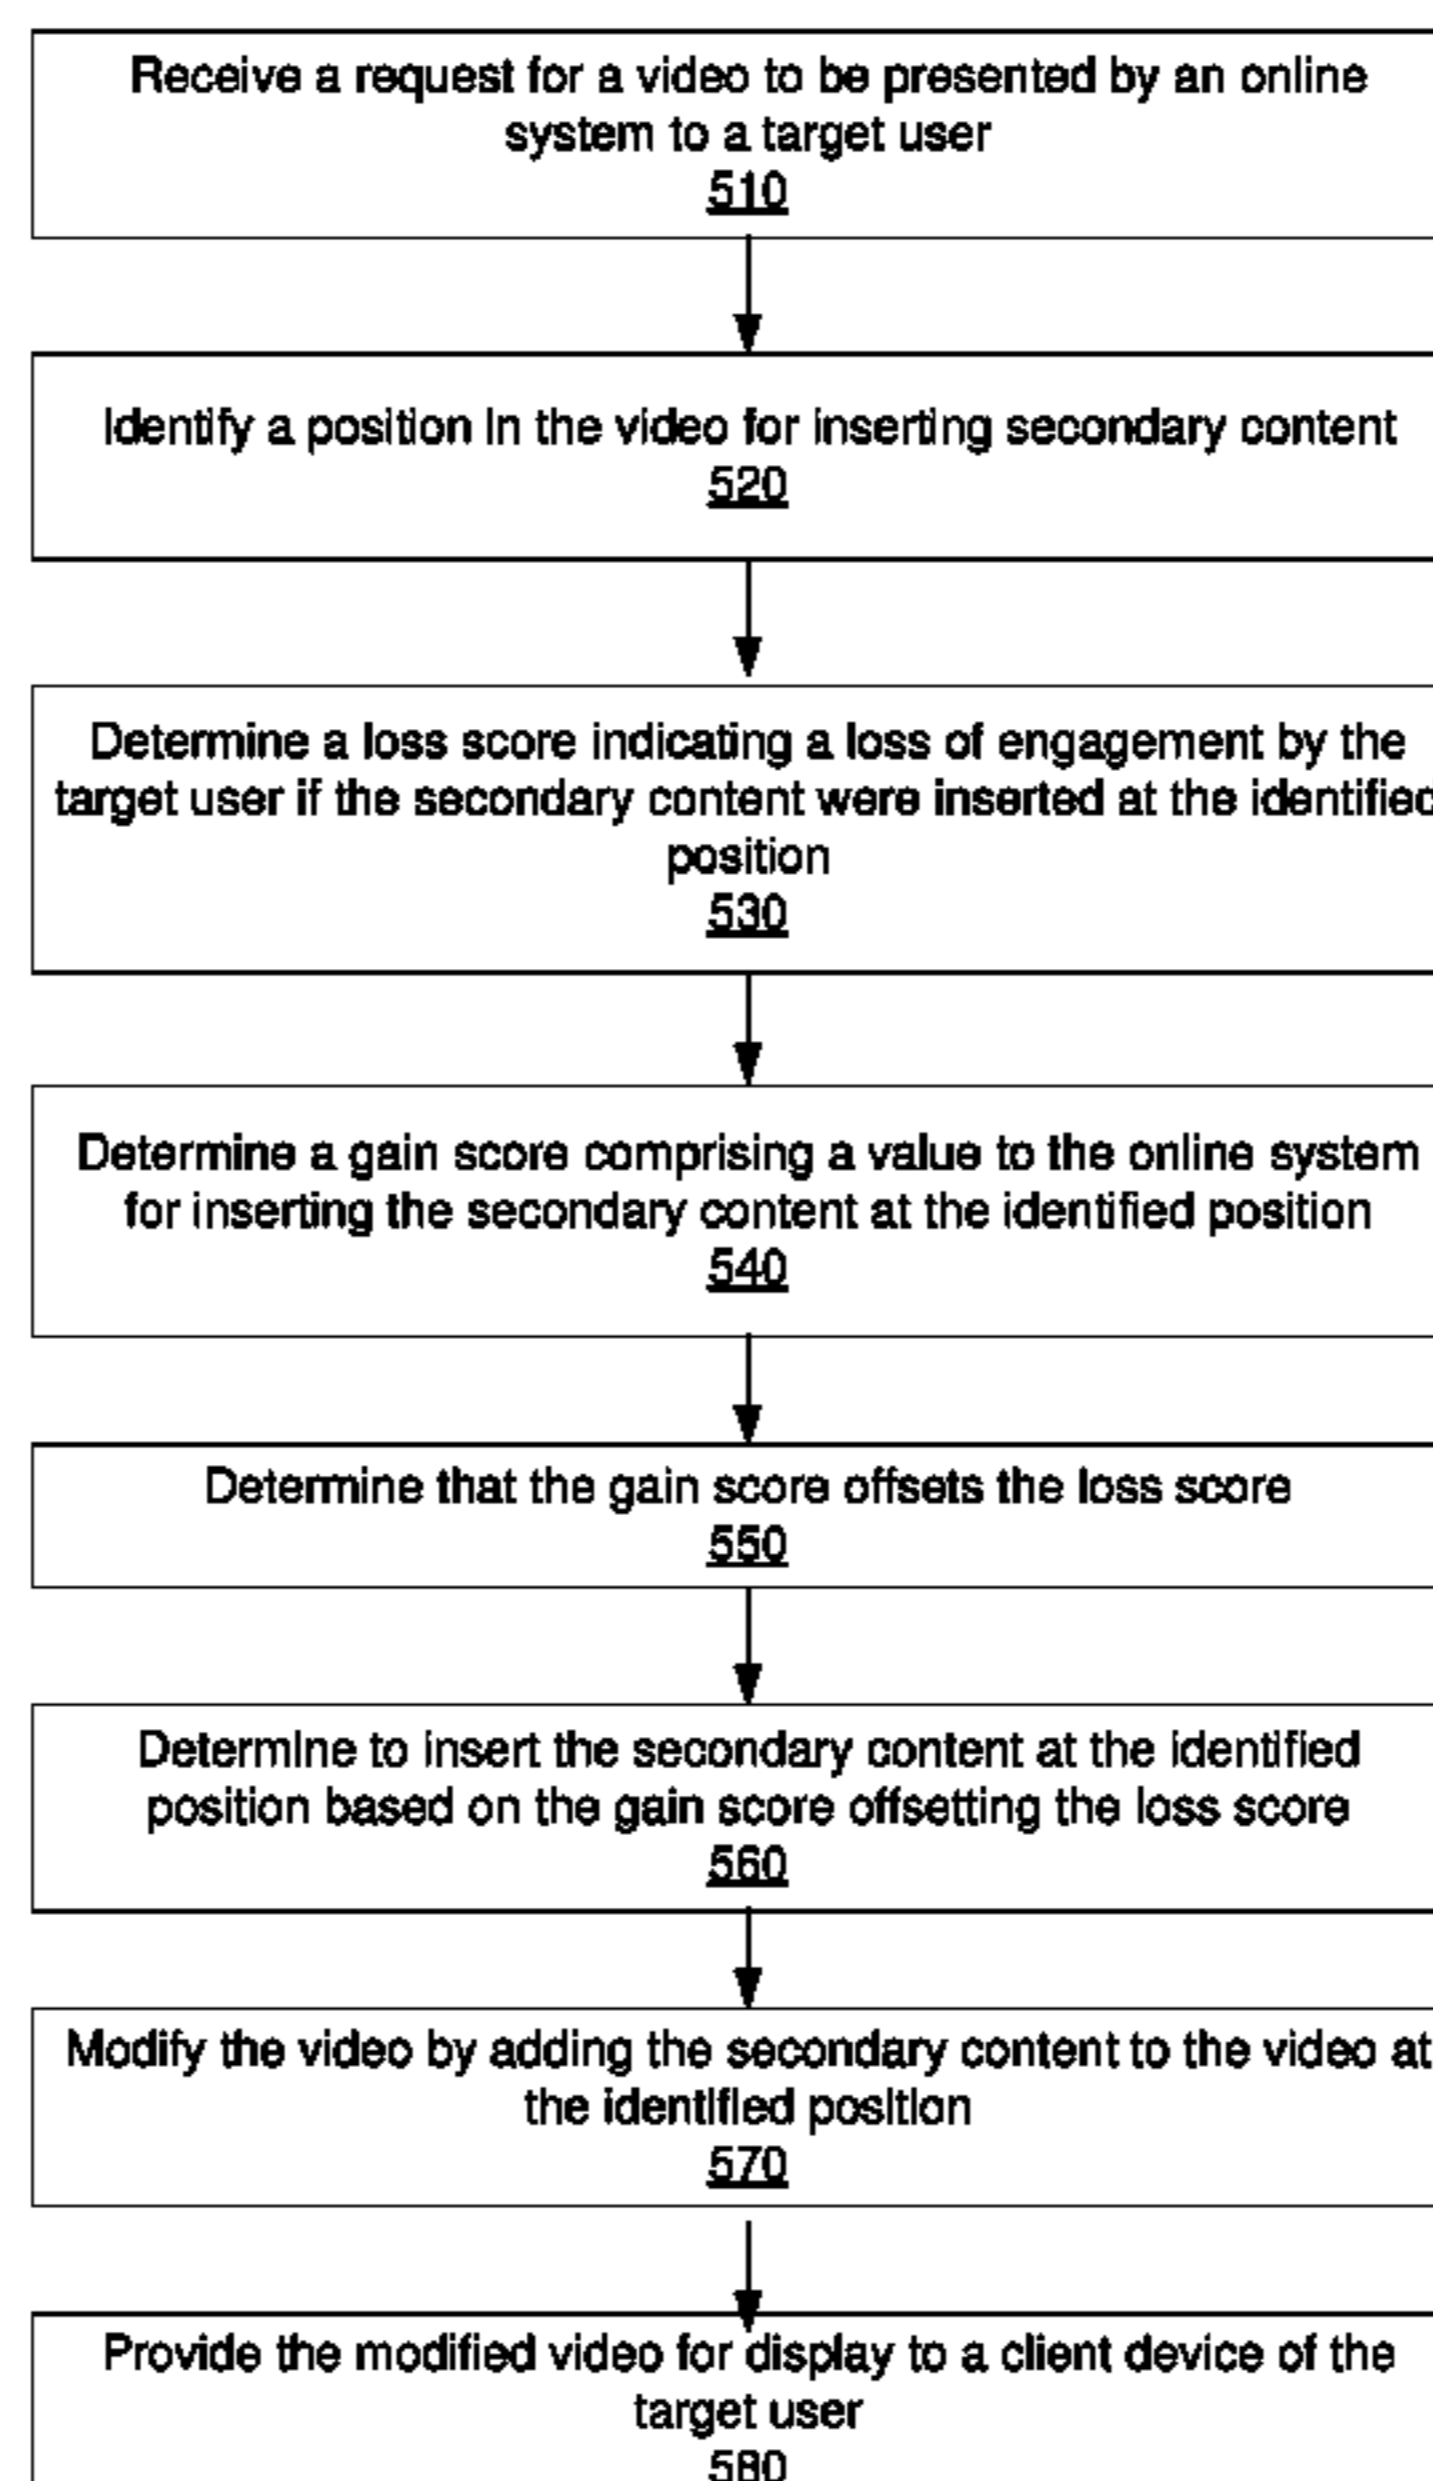 Receive a request for a video to be presented by an online
system to a target user
510
Identify a position in the video for inserting secondary content
520
Determine a loss score indicating a loss of engagement by the
target user if the secondary content were inserted at the identified
position
530
Determine a gain score comprising a value to the online system
for inserting the secondary content at the identified position
540
Determine that the gain score offsets the loss score
550
Determine to insert the secondary content at the identified
position based on the gain score offsetting the loss score
560
Modify the video by adding the secondary content to the video at
the identified position
570
Provide the modified video for display to a client device of the
target user
580